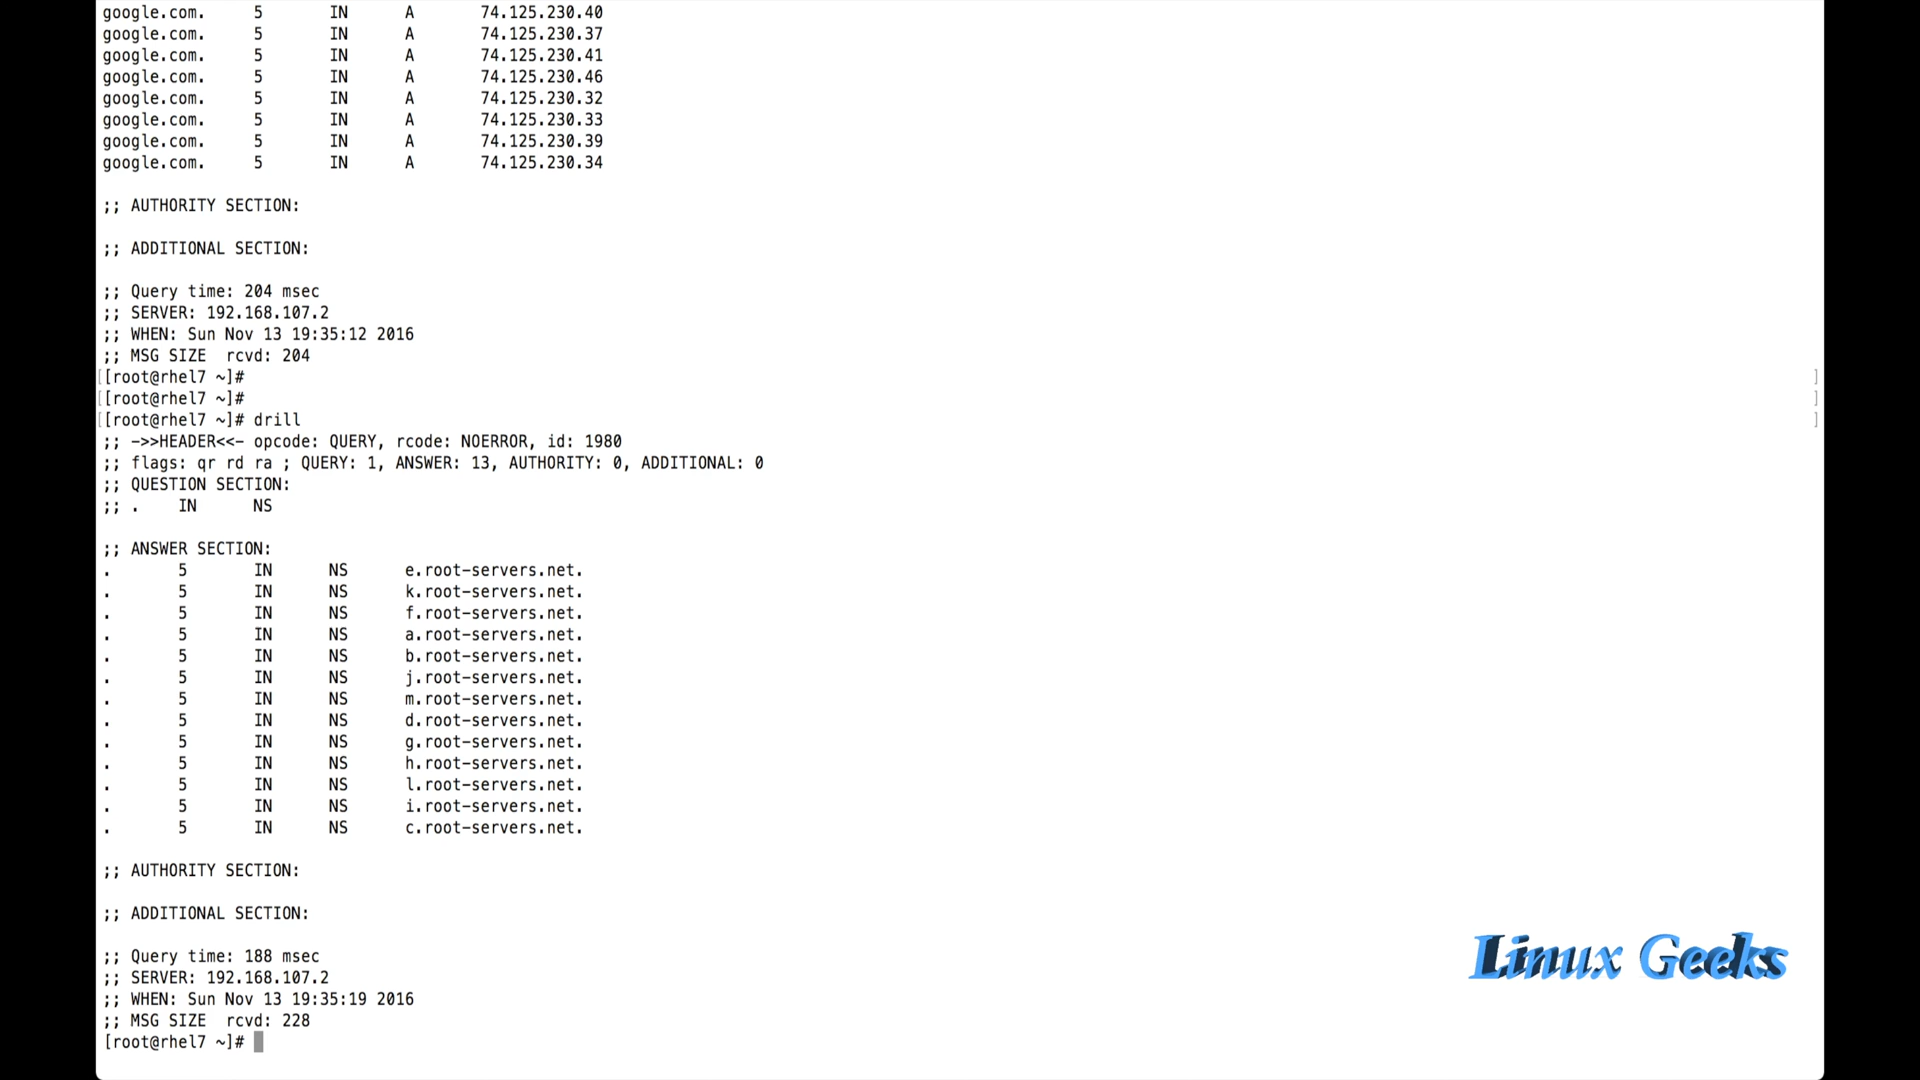 google.com. 5 IN A 74.125.230.40
google.com. 5 IN A 74.125.230.37
google.com. 5 IN A 74.125.230.41
google.com. 5 IN A 74.125.230.46
google.com. 5 IN A 74.125.230.32
google.com. 5 IN A 74.125.230.33
google.com. 5 IN A 74.125.230.39
google.com. 5 IN A 74.125.230.34
;; AUTHORITY SECTION:
;; ADDITIONAL SECTION:
;; Query time: 204 msec
;; SERVER: 192.168.107.2
;; WHEN: Sun Nov 13 19:35:12 2016
;; MSG SIZE  rcvd: 204
[[root@rhel7 ~]# ]
[[root@rhel7 ~]# ]
[[root@rhel7 ~]# drill ]
;; ->>HEADER<<- opcode: QUERY, rcode: NOERROR, id: 1980
;; flags: qr rd ra ; QUERY: 1, ANSWER: 13, AUTHORITY: 0, ADDITIONAL: 0
;; QUESTION SECTION:
;; . IN NS
;; ANSWER SECTION:
. 5 IN NS e.root-servers.net.
. 5 IN NS k.root-servers.net.
. 5 IN NS f.root-servers.net.
. 5 IN NS a.root-servers.net.
. 5 IN NS b.root-servers.net.
. 5 IN NS j.root-servers.net.
. 5 IN NS m.root-servers.net.
. 5 IN NS d.root-servers.net.
. 5 IN NS g.root-servers.net.
. 5 IN NS h.root-servers.net.
. 5 IN NS l.root-servers.net.
. 5 IN NS i.root-servers.net.
. 5 IN NS c.root-servers.net.
;; AUTHORITY SECTION:
;; ADDITIONAL SECTION:
;; Query time: 188 msec
;; SERVER: 192.168.107.2
;; WHEN: Sun Nov 13 19:35:19 2016
;; MSG SIZE  rcvd: 228
[root@rhel7 ~]#
Linux Geeks